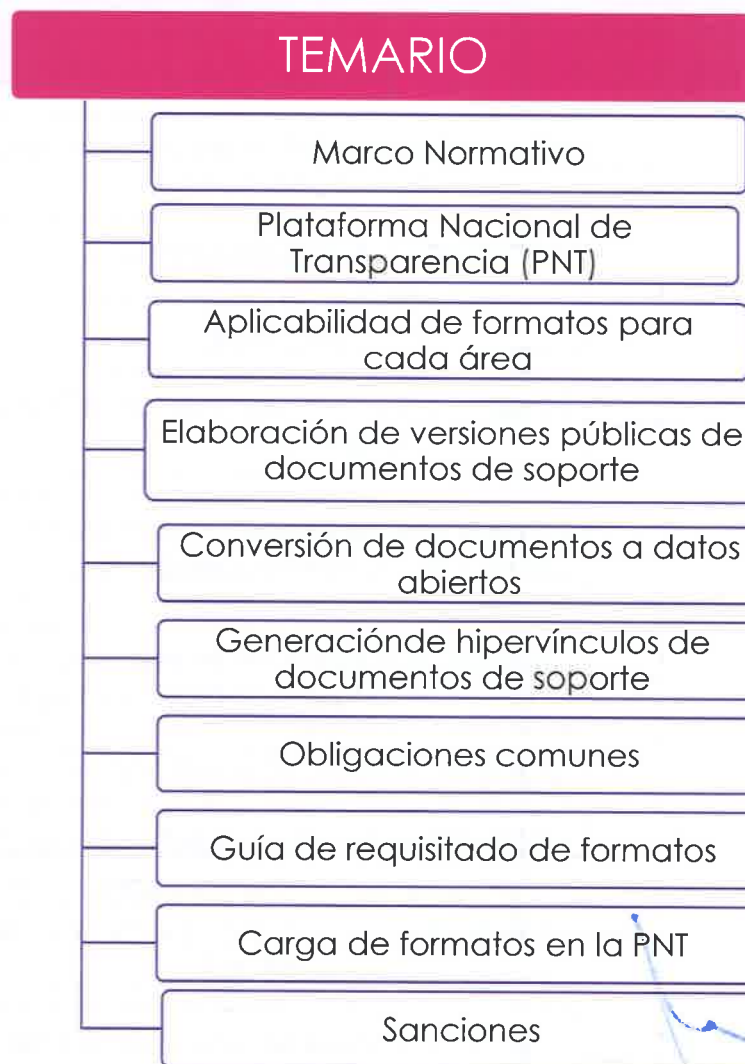 TEMARIO
Marco Normativo
Plataforma Nacional de
Transparencia (PNT)
Aplicabilidad de formatos para
cada área
Elaboración de versiones públicas de
documentos de soporte
Conversión de documentos a datos
abiertos
Generaciónde hipervínculos de
documentos de soporte
Obligaciones comunes
Guía de requisitado de formatos
Carga de formatos en la PNT
Sanciones